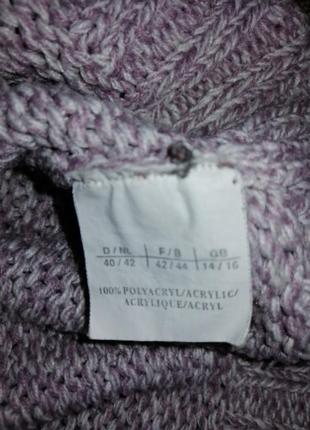 D/NL F/B GB
40/42 42/44 14/16
100% POLYACRYL/ACRYLIC/
ACRYLIQUE/ACRYL